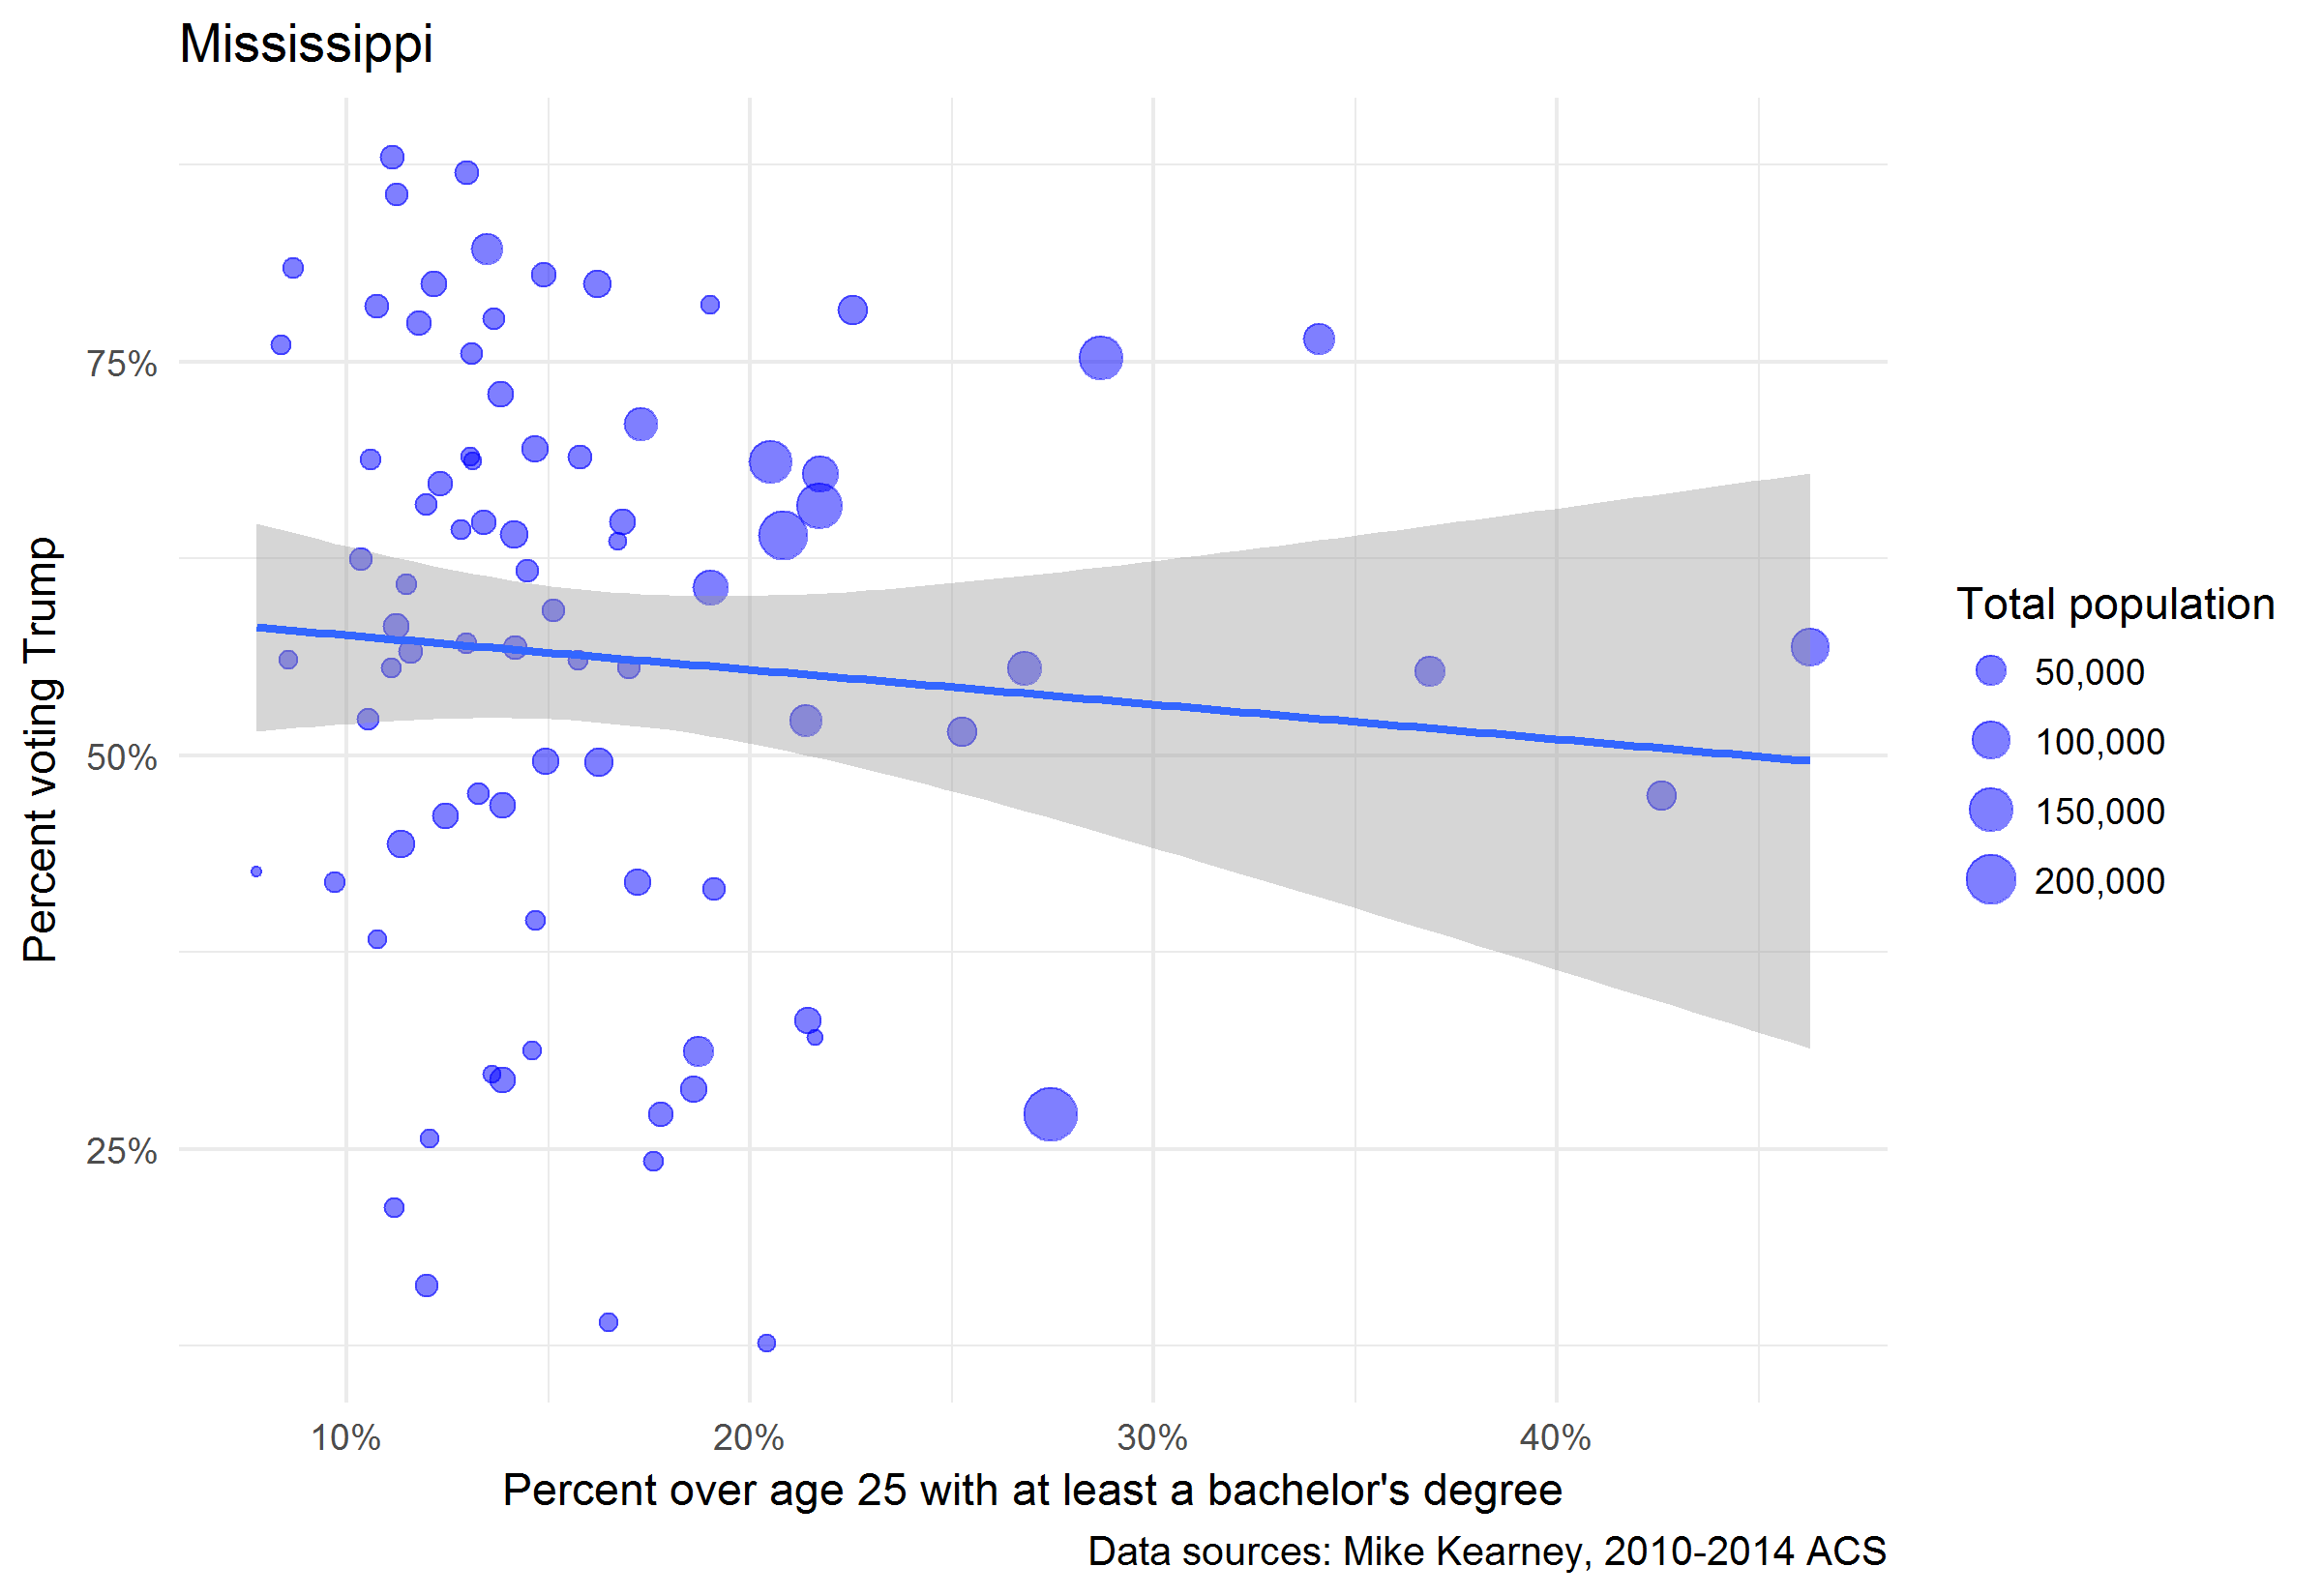 Mississippi
75%
50%
25%
Percent voting Trump
10%
20%
30%
40%
Percent over age 25 with at least a bachelor's degree
Total population
50,000
100,000
150,000
200,000
Data sources: Mike Kearney, 2010-2014 ACS